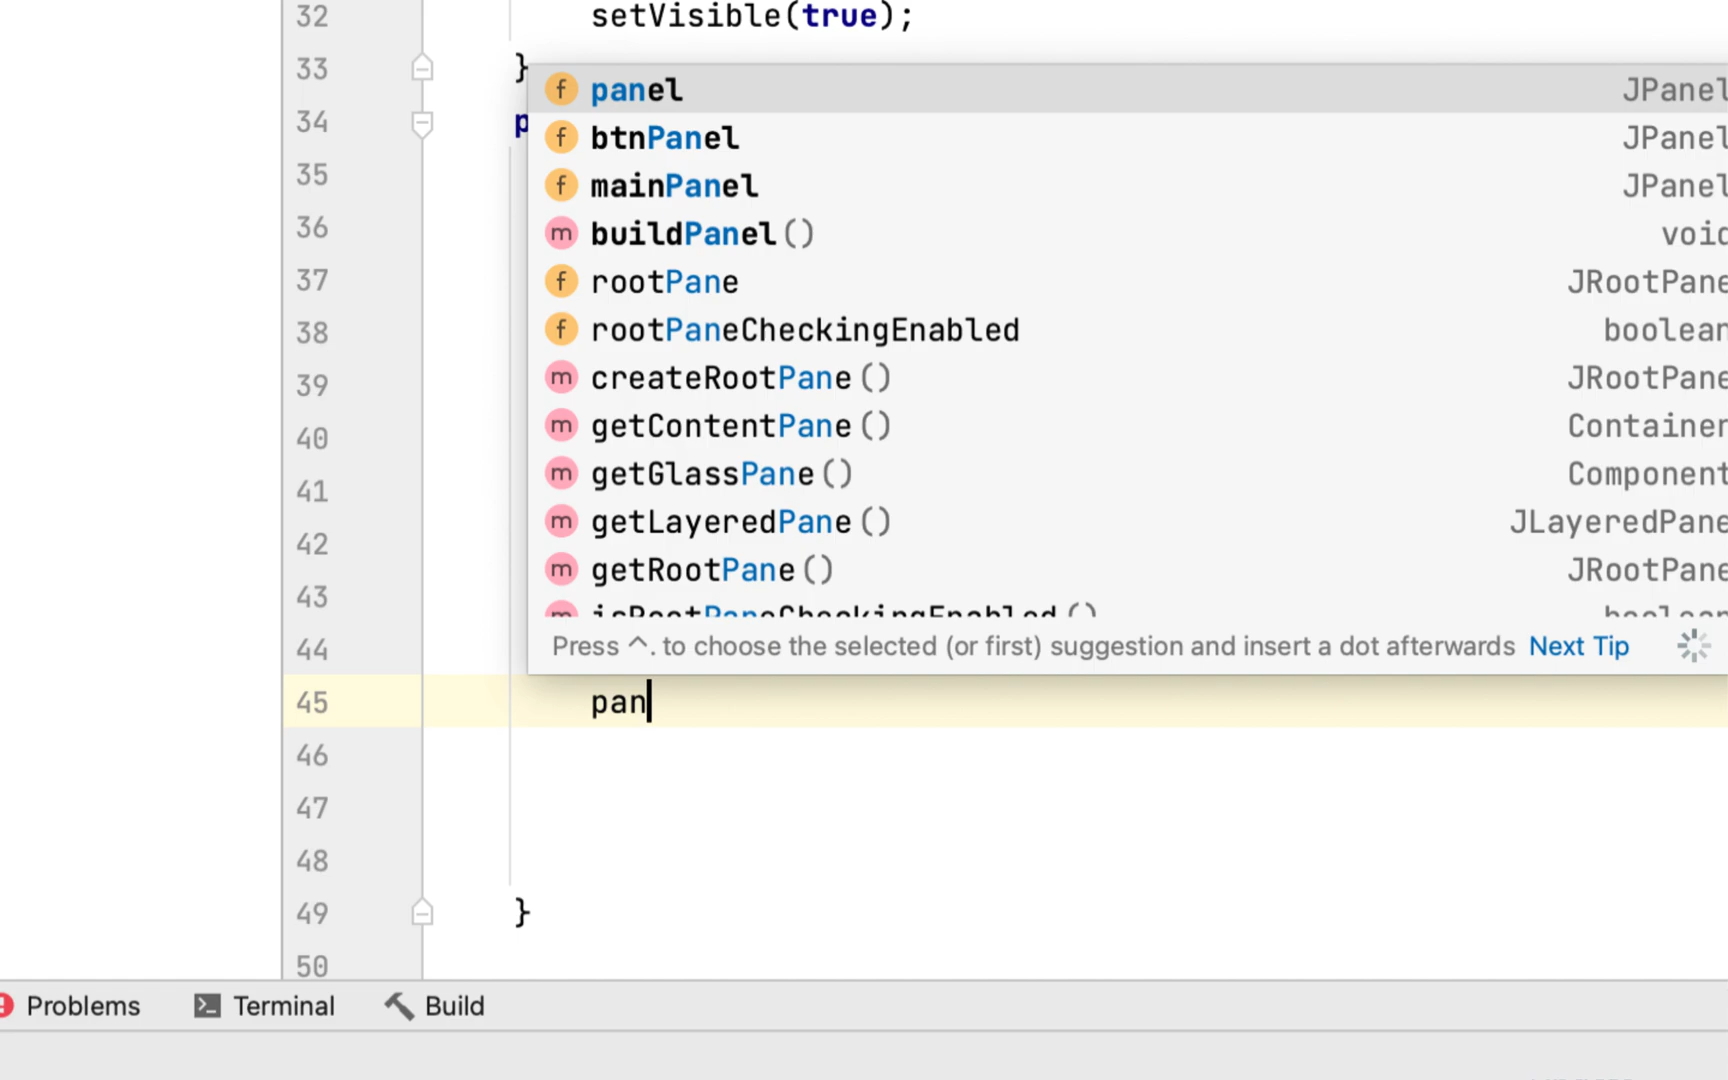 32 setVisible(true);
33 }
34 p
panel JPanel
btnPanel JPanel
mainPanel JPanel
buildPanel() void
rootPane JRootPane
rootPaneCheckingEnabled boolean
createRootPane() JRootPane
getContentPane() Container
getGlassPane() Component
getLayeredPane() JLayeredPane
getRootPane() JRootPane
isRootPaneCheckingEnabled() boolean
Press ^. to choose the selected (or first) suggestion and insert a dot afterwards Next Tip
35
36
37
38
39
40
41
42
43
44
45 pan
46
47
48
49 }
50
Problems Terminal Build